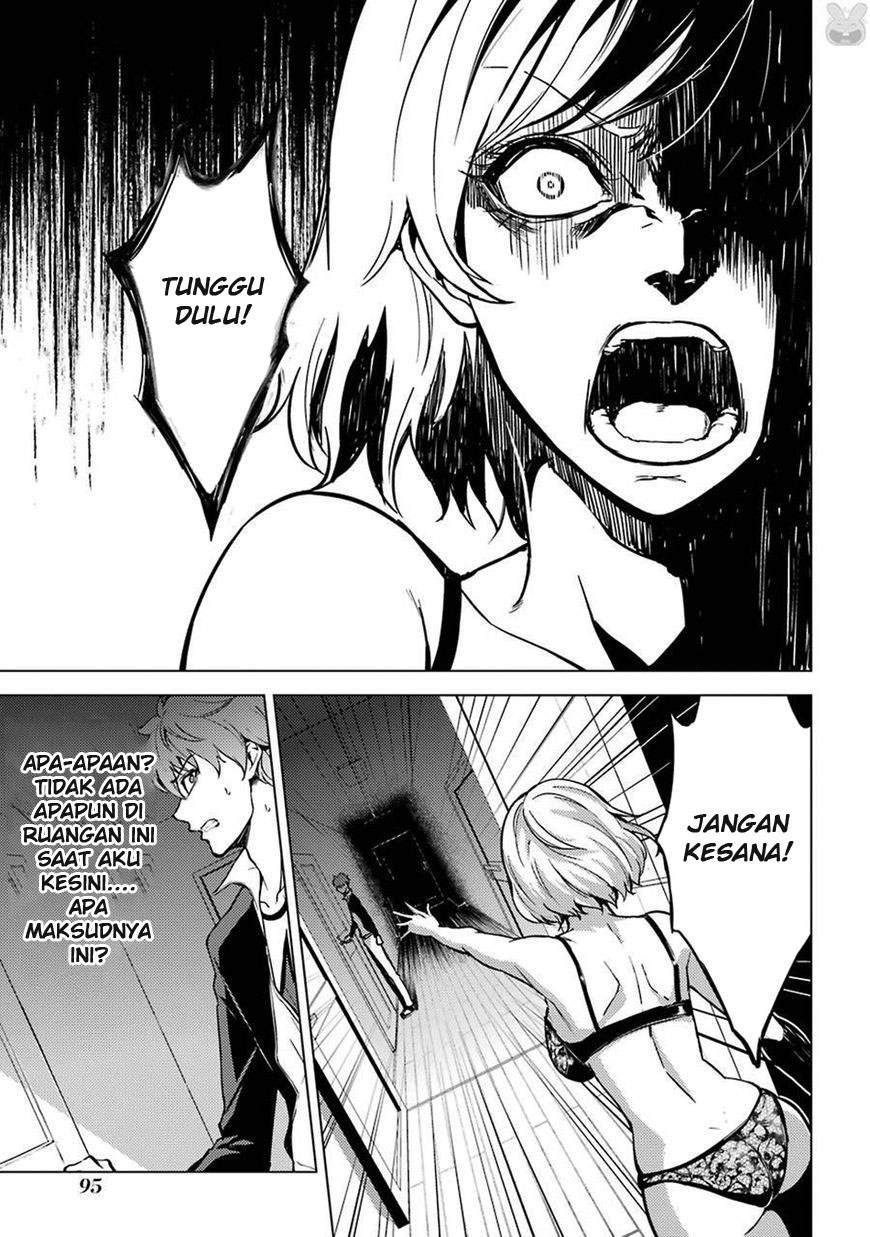 TUNGGU
DULU!
JANGAN
KESANA!
APA-APAAN?
TIDAK ADA
APAPUN DI
RUANGAN INI
SAAT AKU
KESINI....
APA
MAKSUDNYA
INI?
95